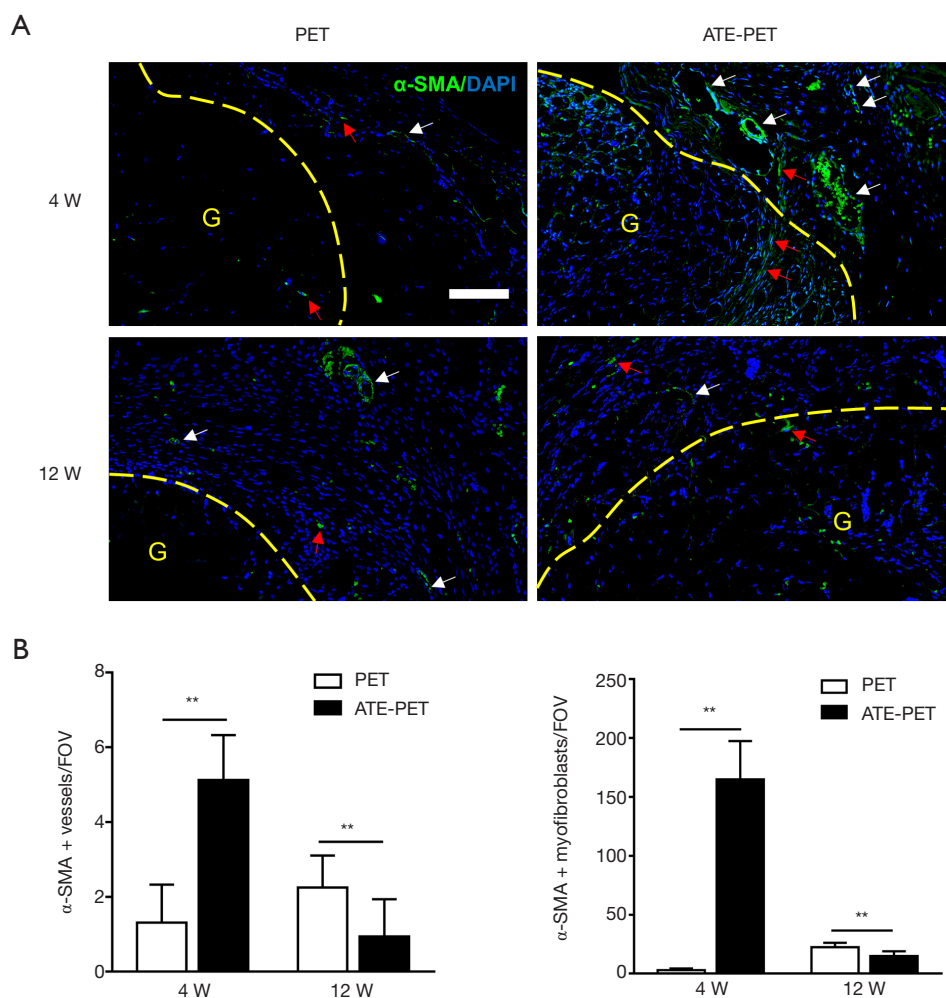 A
PET
ATE-PET
α-SMA/DAPI
4 W
G
G
12 W
G
G
B
8
6
4
2
0
α-SMA + vessels/FOV
**
**
PET
ATE-PET
4 W
12 W
250
200
150
100
50
0
α-SMA + myofibroblasts/FOV
**
**
PET
ATE-PET
4 W
12 W